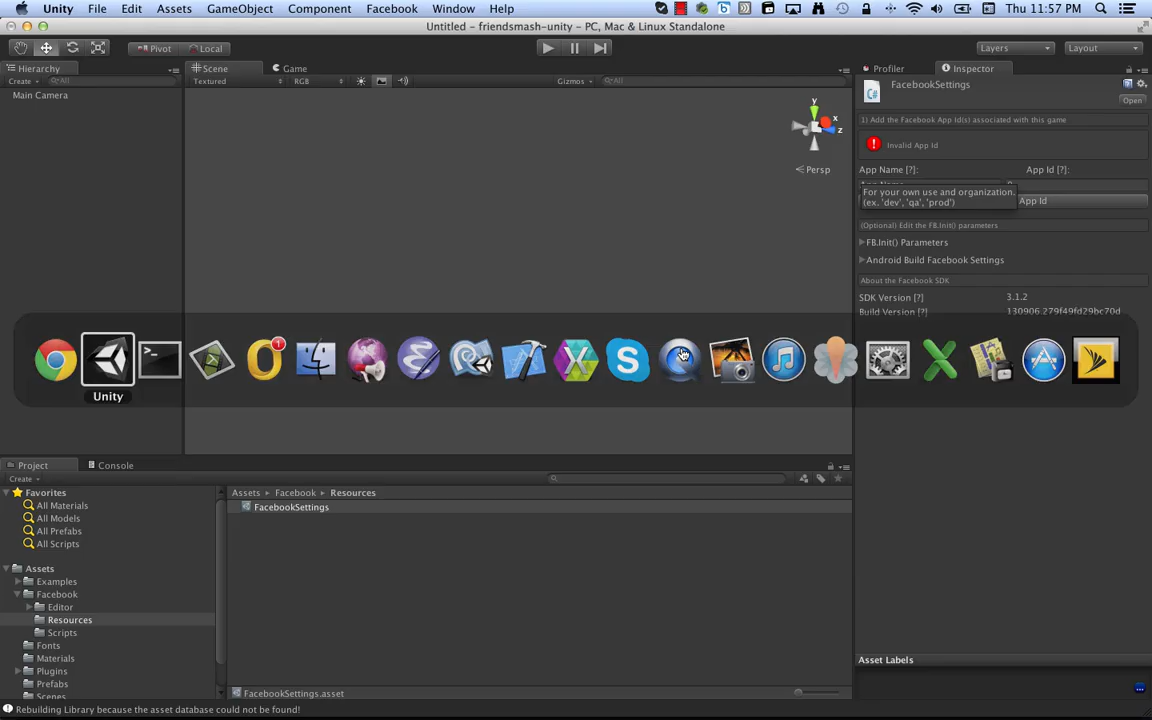 Unity File Edit Assets GameObject Component Facebook Window Help Thu 11:57 PM
Untitled - friendsmash-unity - PC, Mac & Linux Standalone
Pivot Local Layers Layout
Hierarchy Scene Game Profiler Inspector
Create All Textured RGB Gizmos All
FacebookSettings
Open
Main Camera
y
x
z
Persp
1) Add the Facebook App Id(s) associated with this game
Invalid App Id
App Name [?]: App Id [?]:
For your own use and organization.
(ex. 'dev', 'qa', 'prod')
App Id
(Optional) Edit the FB.Init() parameters
FB.Init() Parameters
Android Build Facebook Settings
About the Facebook SDK
SDK Version [?] 3.1.2
Build Version [?] 130906.279f49fd29bc70d
1
Unity
Project Console
Create
Favorites
All Materials
All Models
All Prefabs
All Scripts
Assets
Examples
Facebook
Editor
Resources
Scripts
Fonts
Materials
Plugins
Prefabs
Scenes
Assets Facebook Resources
FacebookSettings
FacebookSettings.asset
Asset Labels
Rebuilding Library because the asset database could not be found!